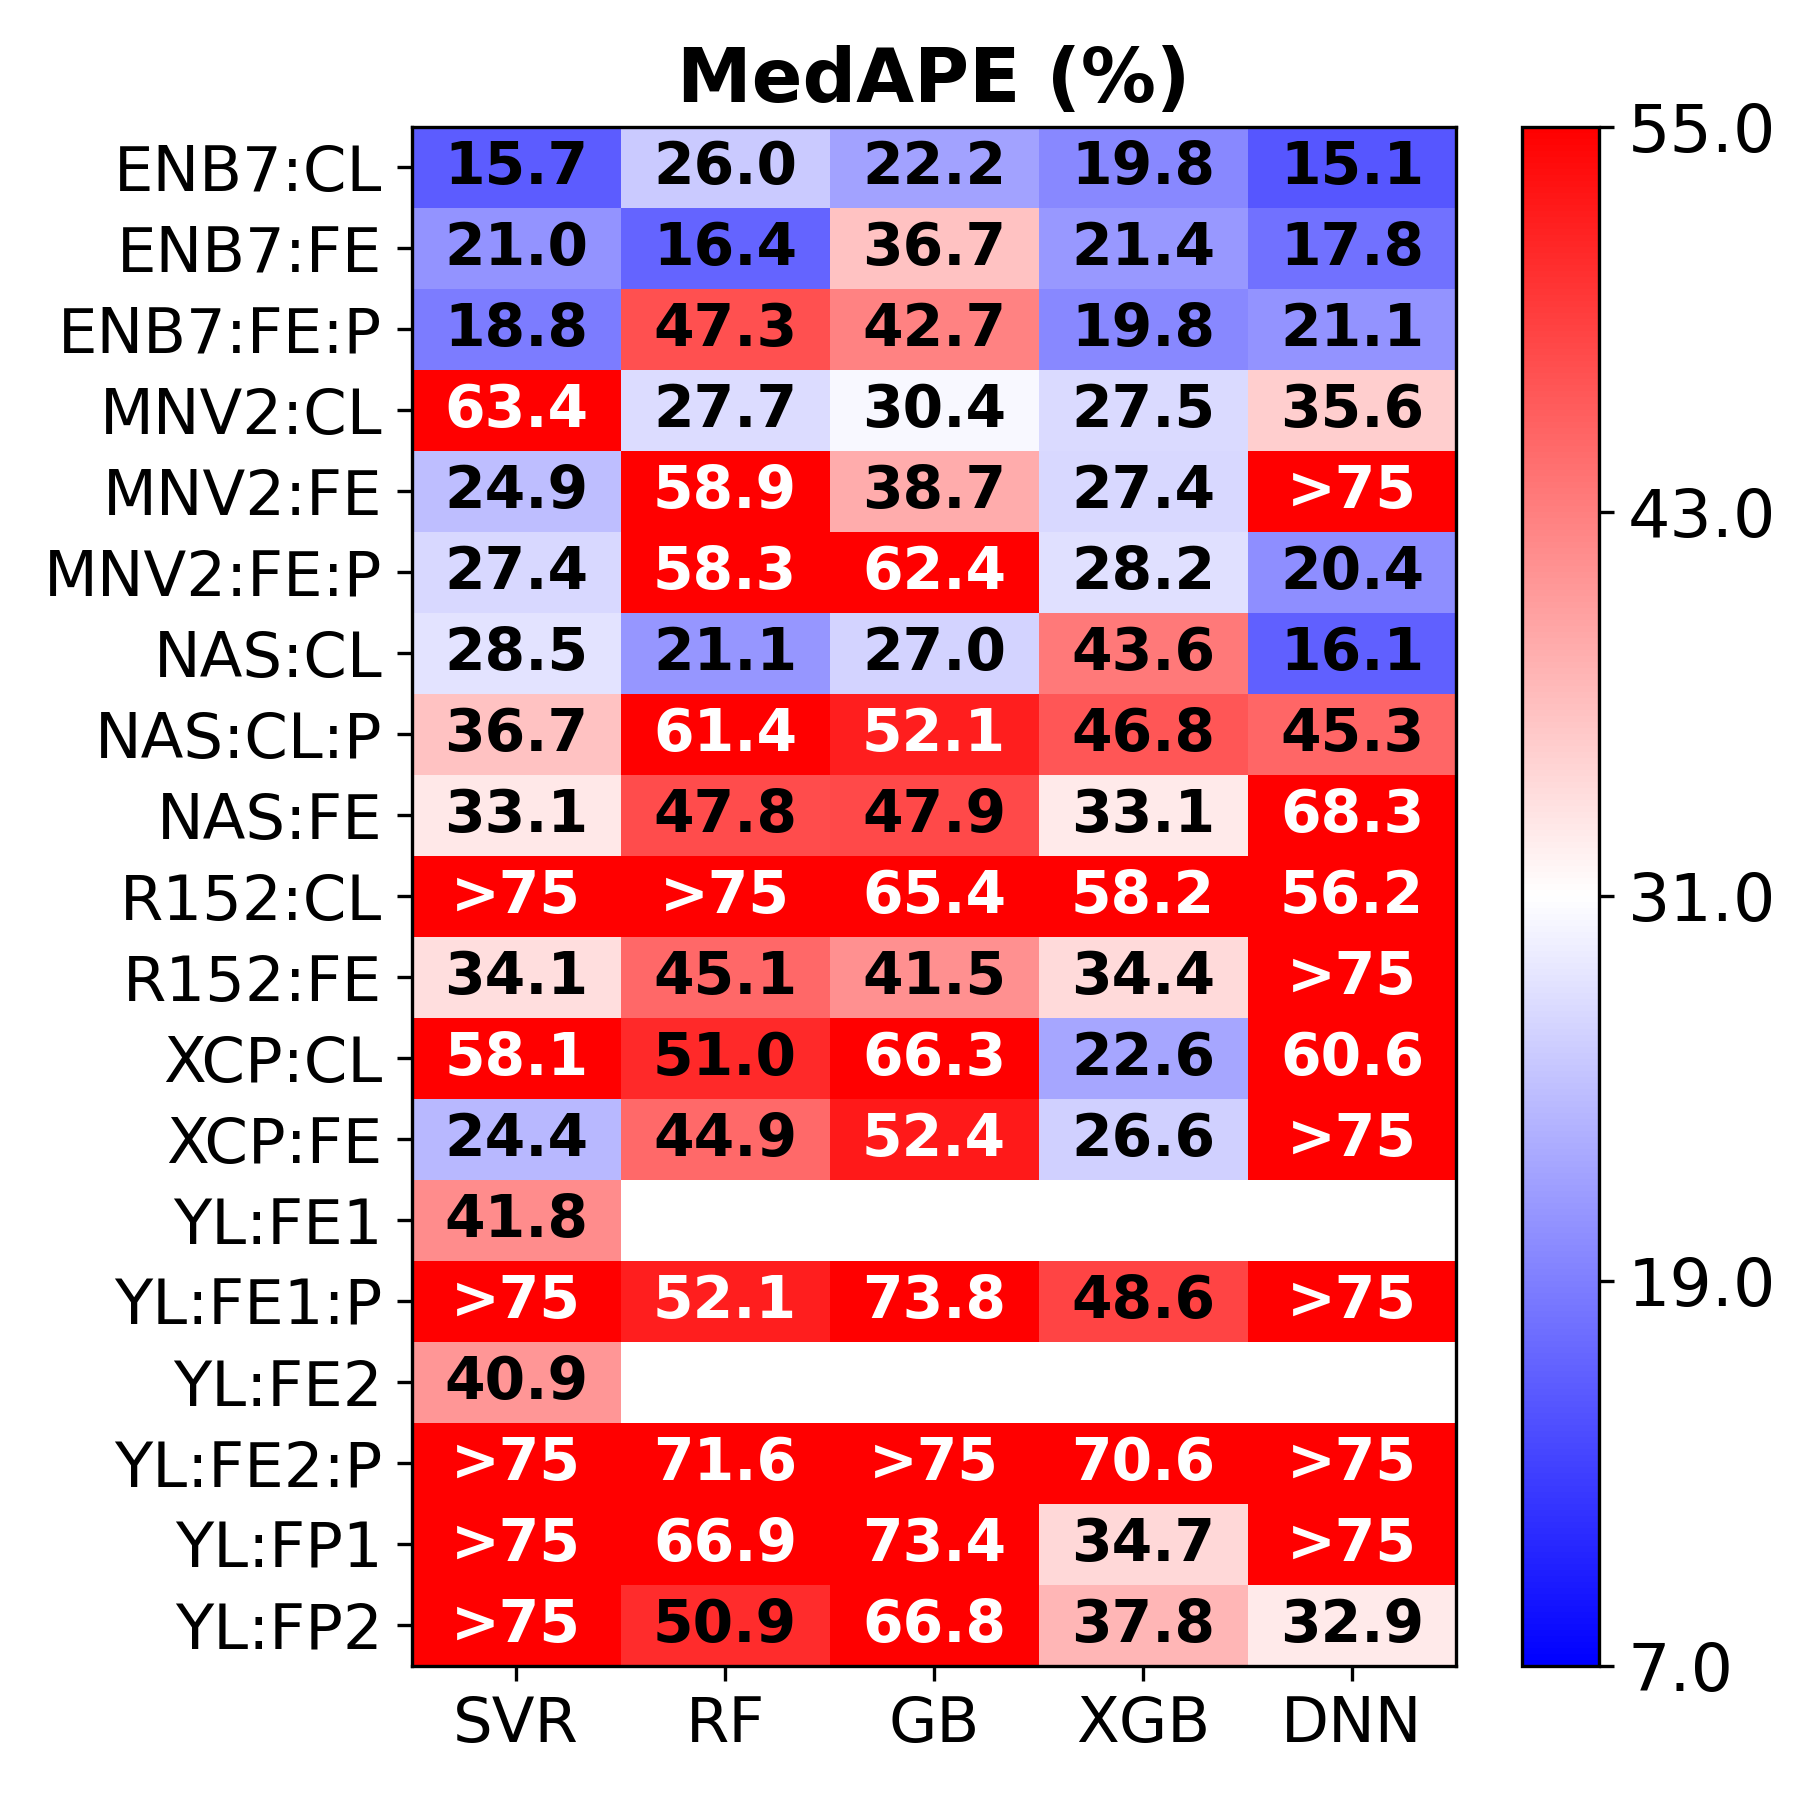 MedAPE (%)
ENB7:CL 15.7 26.0 22.2 19.8 15.1
ENB7:FE 21.0 16.4 36.7 21.4 17.8
ENB7:FE:P 18.8 47.3 42.7 19.8 21.1
MNV2:CL 63.4 27.7 30.4 27.5 35.6
MNV2:FE 24.9 58.9 38.7 27.4 >75
MNV2:FE:P 27.4 58.3 62.4 28.2 20.4
NAS:CL 28.5 21.1 27.0 43.6 16.1
NAS:CL:P 36.7 61.4 52.1 46.8 45.3
NAS:FE 33.1 47.8 47.9 33.1 68.3
R152:CL >75 >75 65.4 58.2 56.2
R152:FE 34.1 45.1 41.5 34.4 >75
XCP:CL 58.1 51.0 66.3 22.6 60.6
XCP:FE 24.4 44.9 52.4 26.6 >75
YL:FE1 41.8
YL:FE1:P >75 52.1 73.8 48.6 >75
YL:FE2 40.9
YL:FE2:P >75 71.6 >75 70.6 >75
YL:FP1 >75 66.9 73.4 34.7 >75
YL:FP2 >75 50.9 66.8 37.8 32.9
SVR RF GB XGB DNN
55.0
43.0
31.0
19.0
7.0